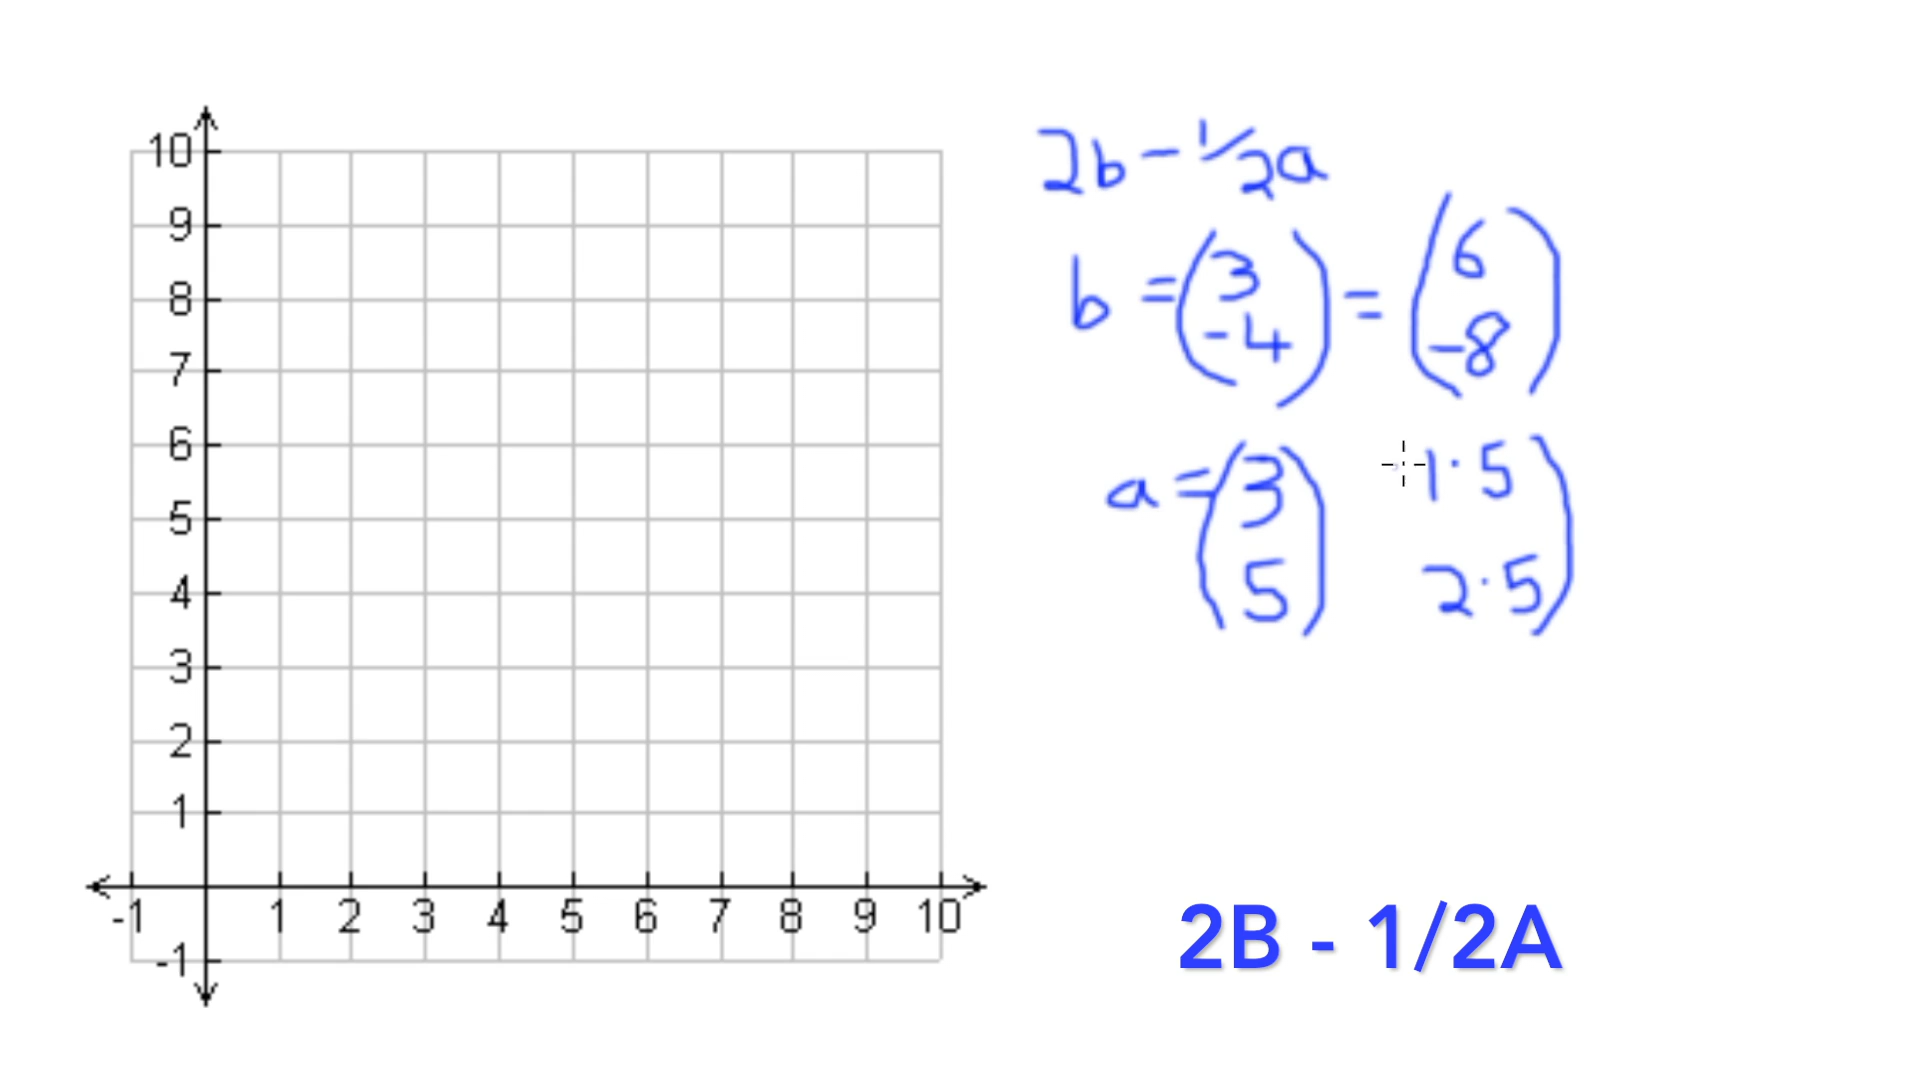 2b - 1/2a
b = (3 -4) = (6 -8)
a = (3 5) 1.5 2.5)
10
9
8
7
6
5
4
3
2
1
-1 1 2 3 4 5 6 7 8 9 10
-1
2B - 1/2A